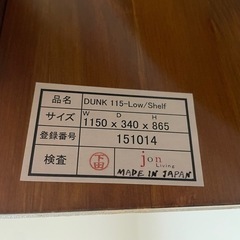 品名 DUNK 115-Low/Shelf
サイズ W D H
1150 x 340 x 865
登録番号 151014
検査 jon
Living
MADE IN JAPAN